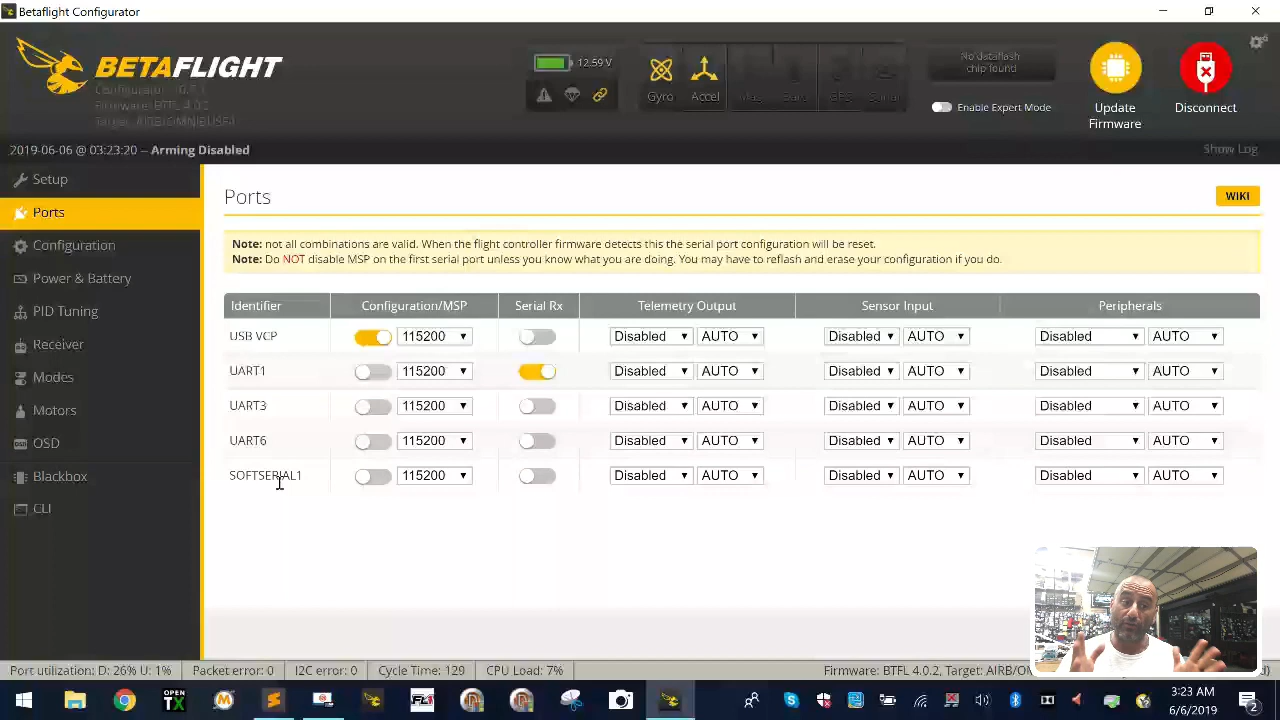 Betaflight Configurator
BETAFLIGHT
Firmware: BTFL 4.0.2
12.59 V
Gyro
Accel
No dataflash
chip found
Enable Expert Mode
Update
Firmware
Disconnect
2019-06-06 @ 03:23:20 -- Arming Disabled
Show Log
Setup
Ports
Configuration
Power & Battery
PID Tuning
Receiver
Modes
Motors
OSD
Blackbox
CLI
Ports
WIKI
Note: not all combinations are valid. When the flight controller firmware detects this the serial port configuration will be reset.
Note: Do NOT disable MSP on the first serial port unless you know what you are doing. You may have to reflash and erase your configuration if you do.
Identifier Configuration/MSP Serial Rx Telemetry Output Sensor Input Peripherals
USB VCP 115200 Disabled AUTO Disabled AUTO Disabled AUTO
UART1 115200 Disabled AUTO Disabled AUTO Disabled AUTO
UART3 115200 Disabled AUTO Disabled AUTO Disabled AUTO
UART6 115200 Disabled AUTO Disabled AUTO Disabled AUTO
SOFTSERIAL1 115200 Disabled AUTO Disabled AUTO Disabled AUTO
Port utilization: D: 26% U: 1% Packet error: 0 I2C error: 0 Cycle Time: 129 CPU Load: 7% Firmware: BTFL 4.0.2, Target: AIRB/
OPEN
TX
3:23 AM
6/6/2019
2